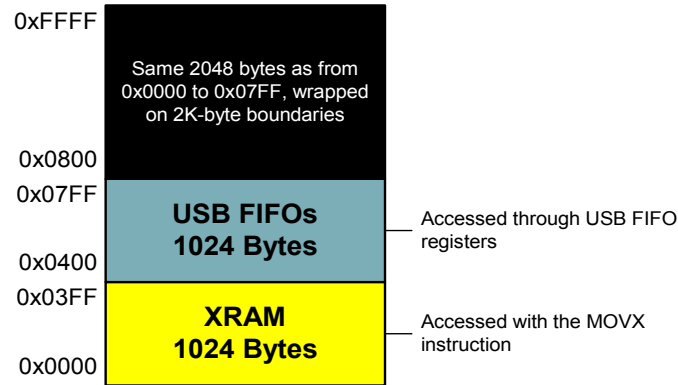 0xFFFF
Same 2048 bytes as from
0x0000 to 0x07FF, wrapped
on 2K-byte boundaries
0x0800
0x07FF
USB FIFOs
1024 Bytes
Accessed through USB FIFO
registers
0x0400
0x03FF
XRAM
1024 Bytes
Accessed with the MOVX
instruction
0x0000